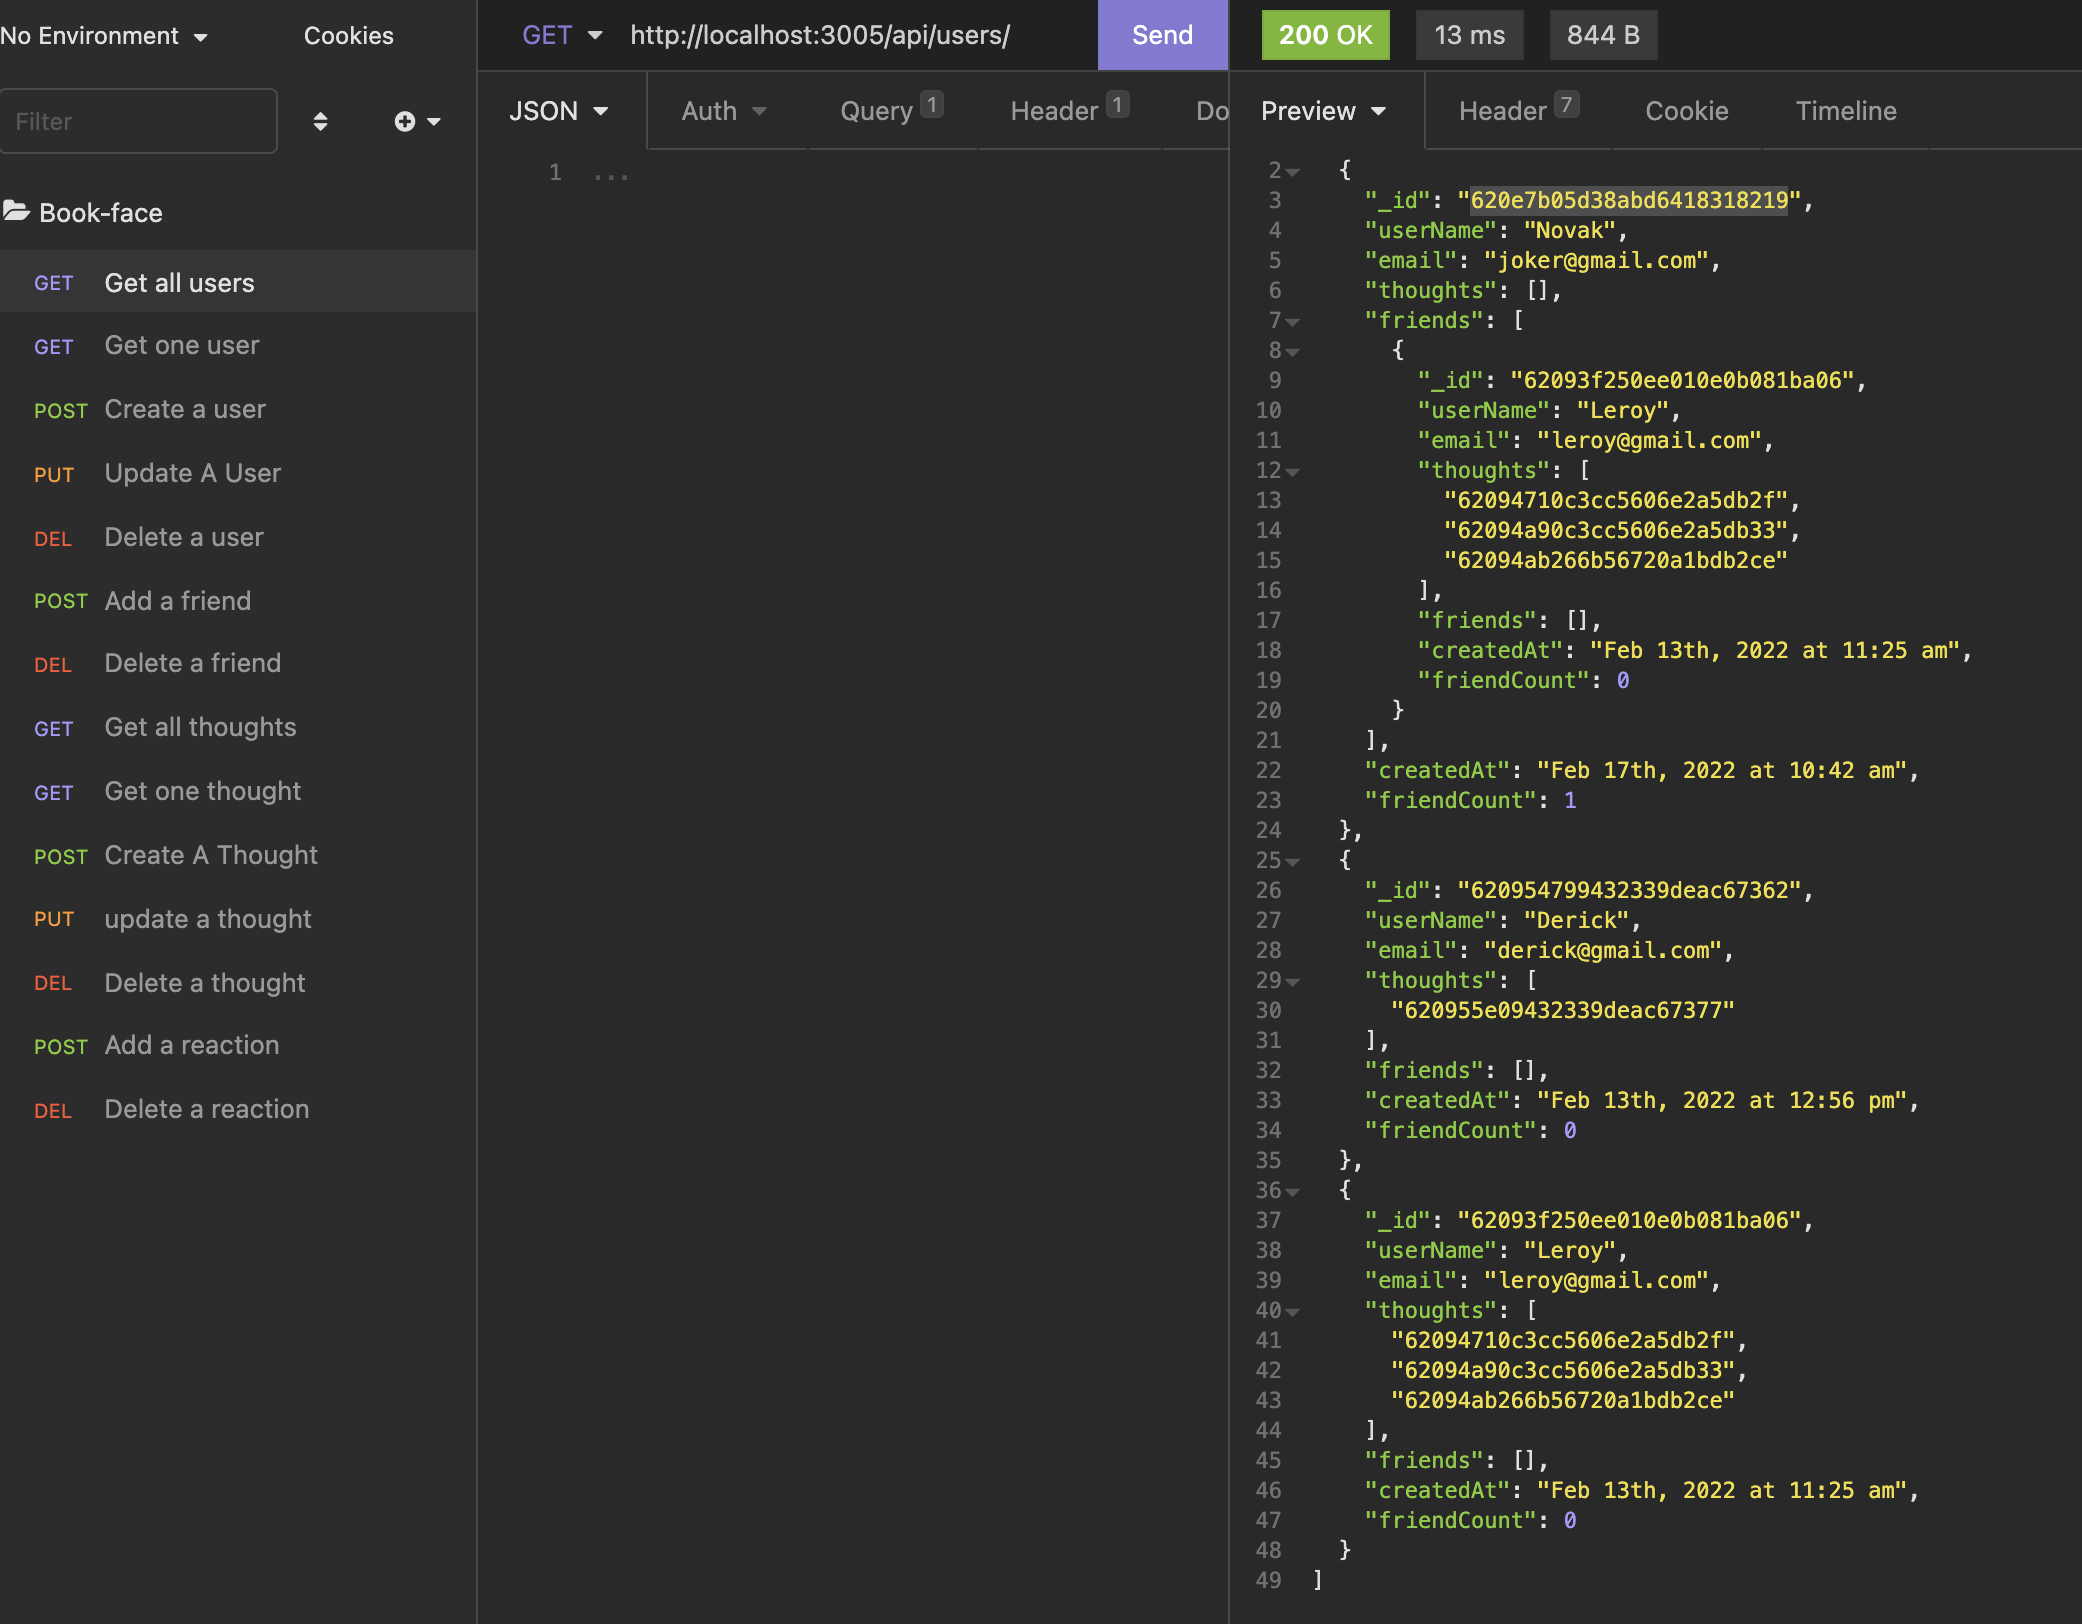 No Environment
Cookies
Filter
Book-face
GET Get all users
GET Get one user
POST Create a user
PUT Update A User
DEL Delete a user
POST Add a friend
DEL Delete a friend
GET Get all thoughts
GET Get one thought
POST Create A Thought
PUT update a thought
DEL Delete a thought
POST Add a reaction
DEL Delete a reaction
GET http://localhost:3005/api/users/ Send
JSON Auth Query 1 Header 1 Do
1 ...
200 OK 13 ms 844 B
Preview Header 7 Cookie Timeline
2 {
3 "_id": "620e7b05d38abd6418318219",
4 "userName": "Novak",
5 "email": "joker@gmail.com",
6 "thoughts": [],
7 "friends": [
8 {
9 "_id": "62093f250ee010e0b081ba06",
10 "userName": "Leroy",
11 "email": "leroy@gmail.com",
12 "thoughts": [
13 "62094710c3cc5606e2a5db2f",
14 "62094a90c3cc5606e2a5db33",
15 "62094ab266b56720a1bdb2ce"
16 ],
17 "friends": [],
18 "createdAt": "Feb 13th, 2022 at 11:25 am",
19 "friendCount": 0
20 }
21 ],
22 "createdAt": "Feb 17th, 2022 at 10:42 am",
23 "friendCount": 1
24 },
25 {
26 "_id": "620954799432339deac67362",
27 "userName": "Derick",
28 "email": "derick@gmail.com",
29 "thoughts": [
30 "620955e09432339deac67377"
31 ],
32 "friends": [],
33 "createdAt": "Feb 13th, 2022 at 12:56 pm",
34 "friendCount": 0
35 },
36 {
37 "_id": "62093f250ee010e0b081ba06",
38 "userName": "Leroy",
39 "email": "leroy@gmail.com",
40 "thoughts": [
41 "62094710c3cc5606e2a5db2f",
42 "62094a90c3cc5606e2a5db33",
43 "62094ab266b56720a1bdb2ce"
44 ],
45 "friends": [],
46 "createdAt": "Feb 13th, 2022 at 11:25 am",
47 "friendCount": 0
48 }
49 ]